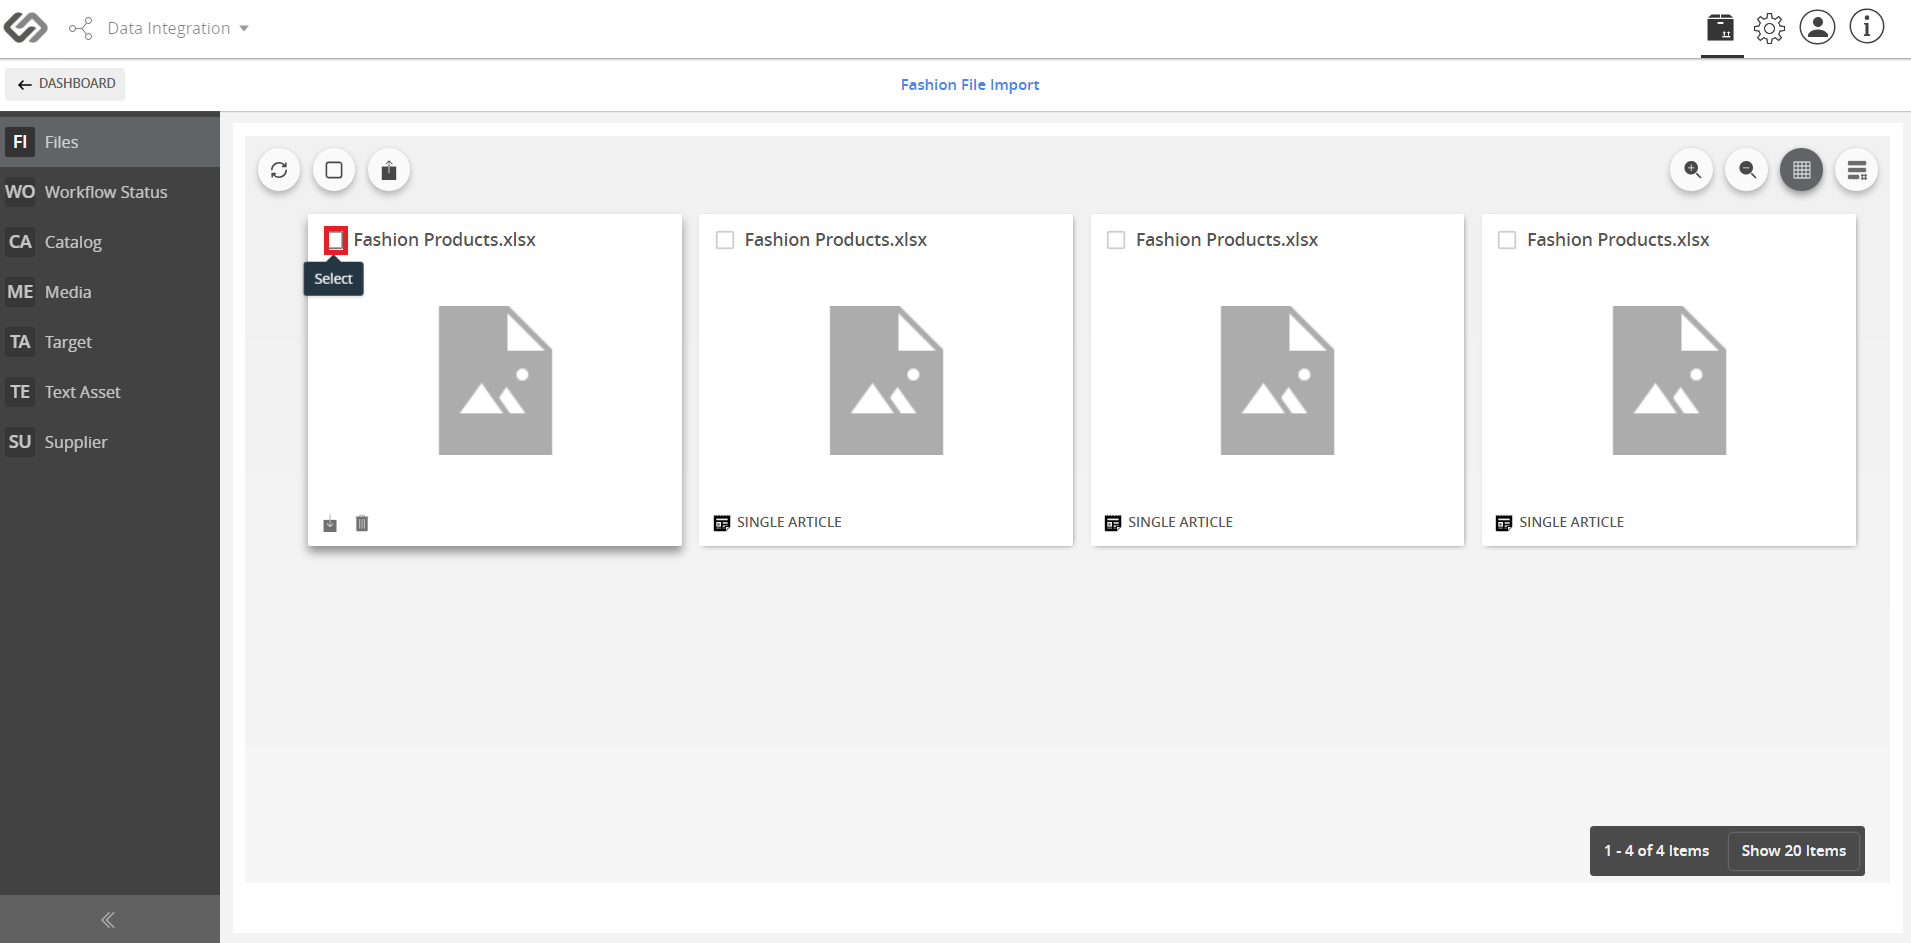 Data Integration
DASHBOARD
Fashion File Import
FI Files
WO Workflow Status
CA Catalog
ME Media
TA Target
TE Text Asset
SU Supplier
Fashion Products.xlsx
Select
Fashion Products.xlsx
SINGLE ARTICLE
Fashion Products.xlsx
SINGLE ARTICLE
Fashion Products.xlsx
SINGLE ARTICLE
1 - 4 of 4 Items
Show 20 Items